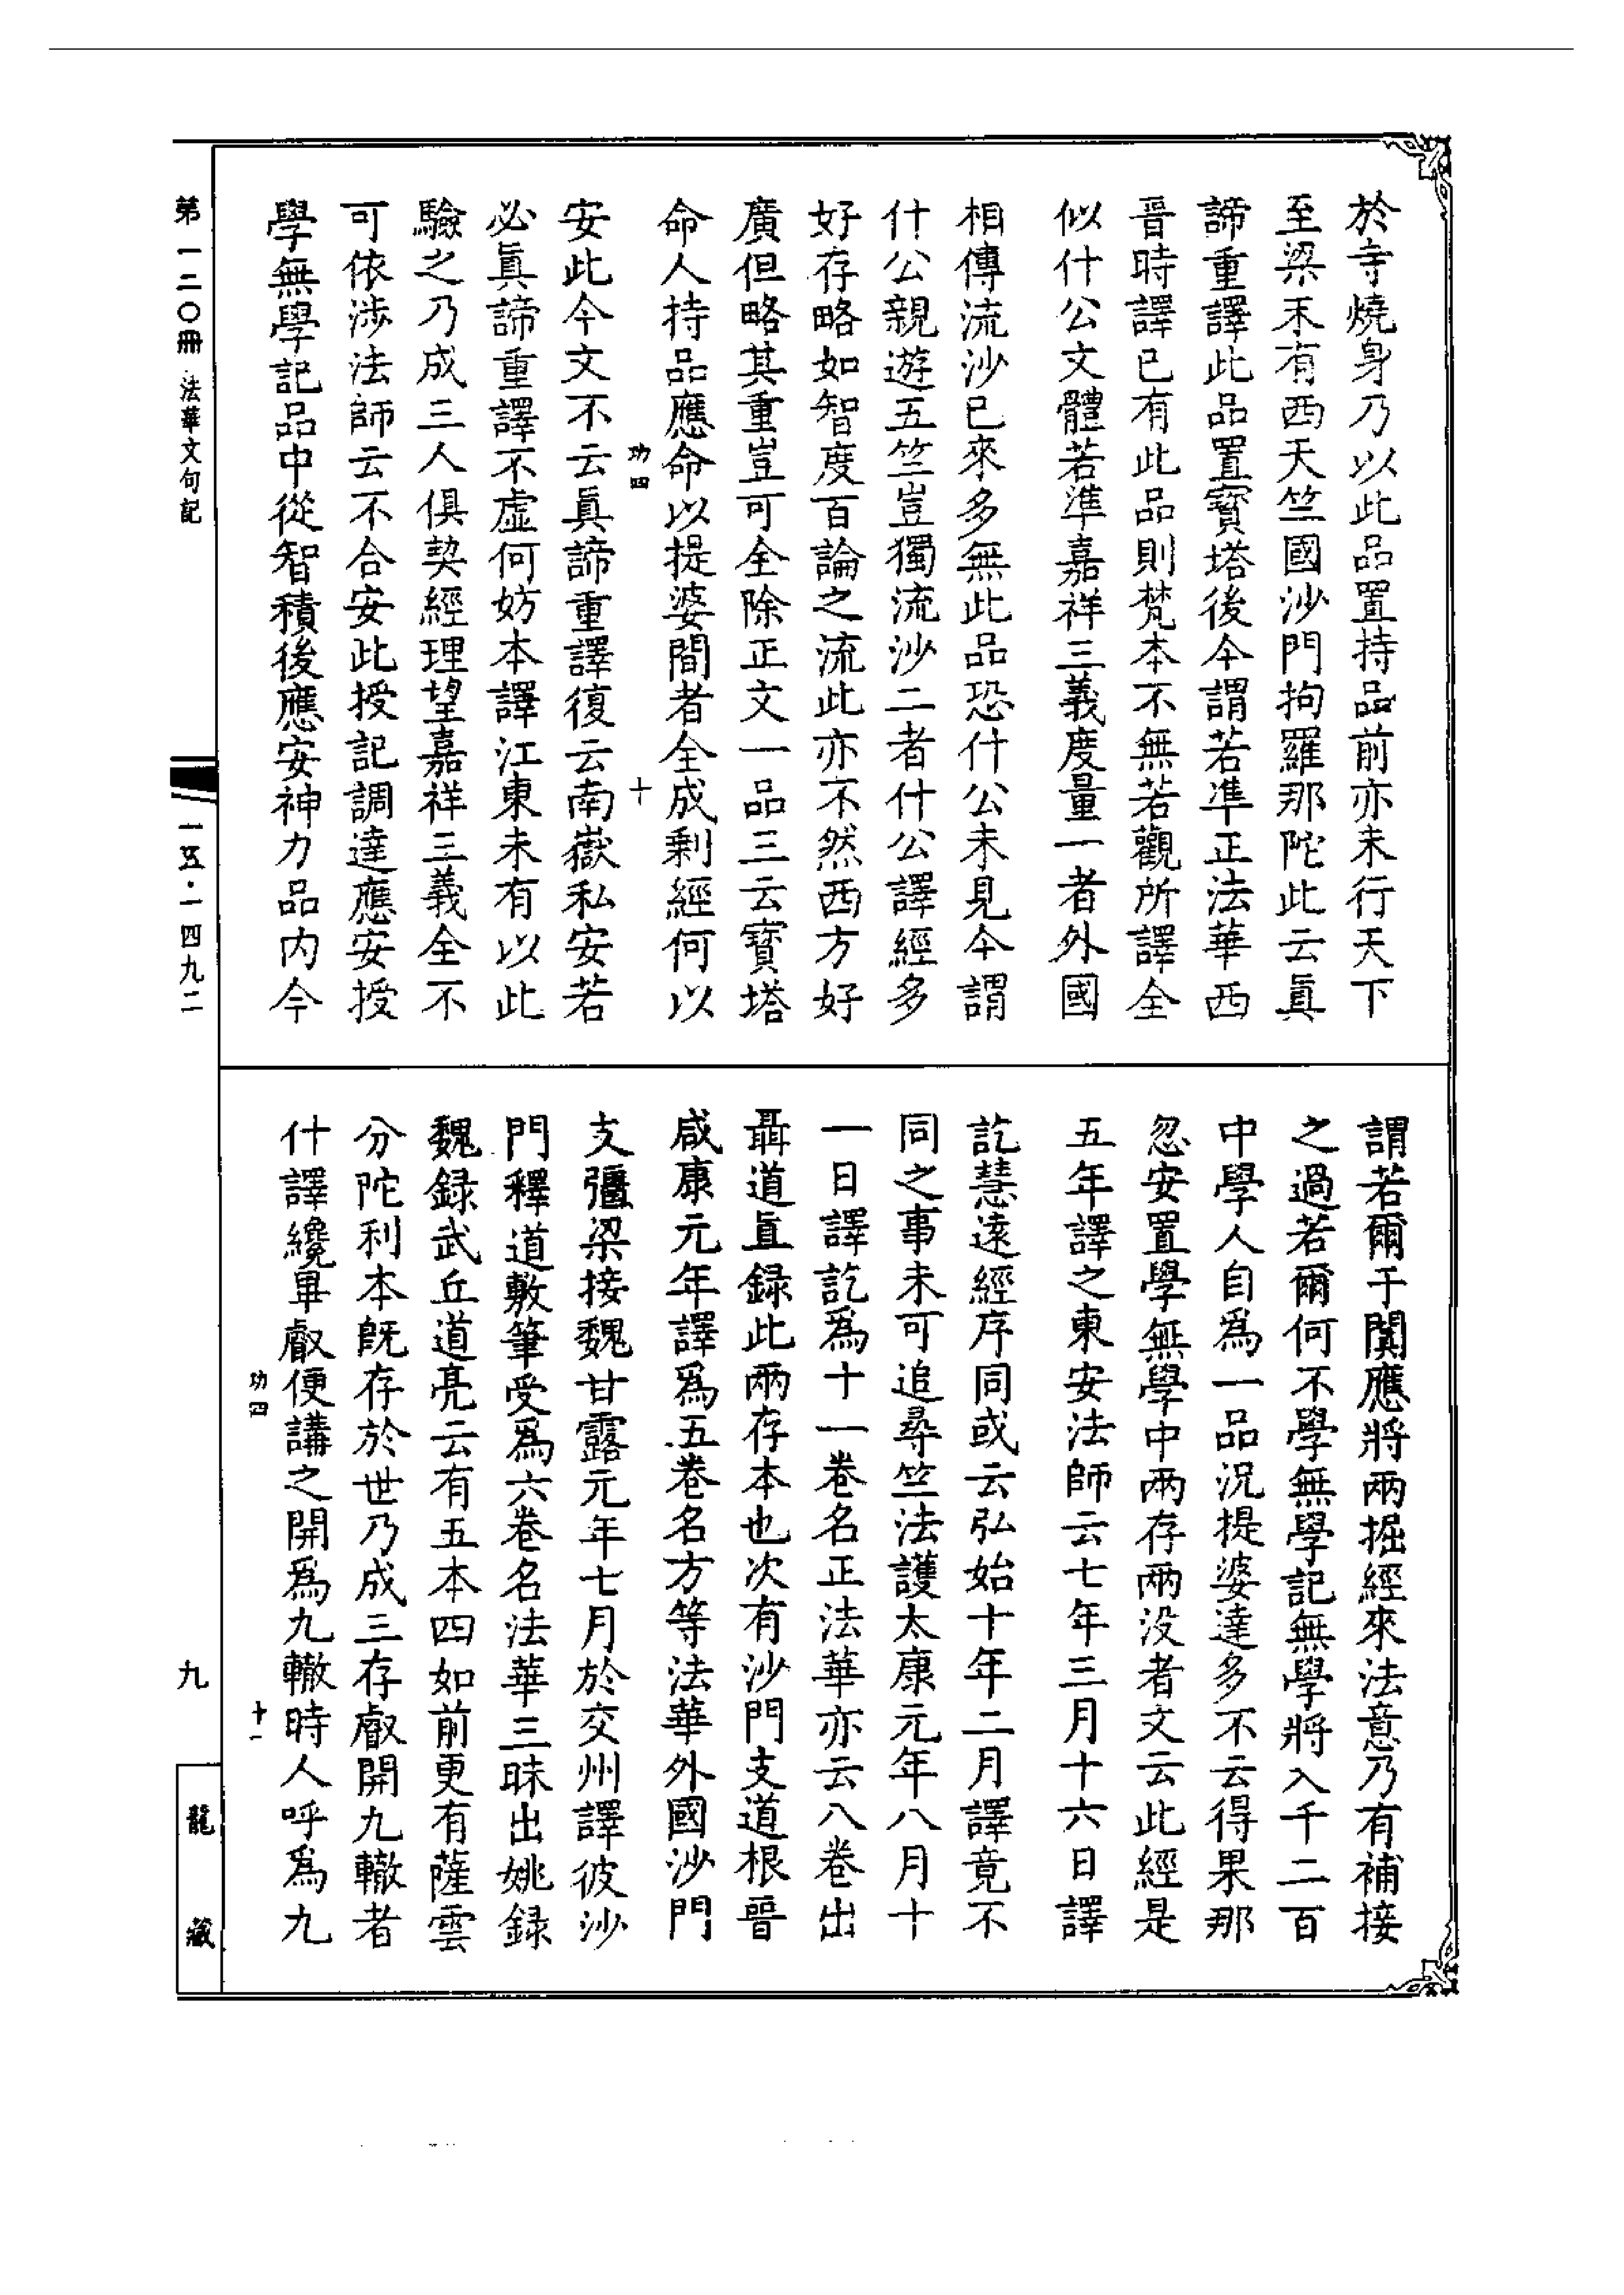 於寺燒身乃以此品置持品前亦未行天下
至梁末有西天竺國沙門拘羅那陀此云眞
諦重譯此品置寶塔後今謂若準正法華西
晉時譯已有此品則梵本不無若觀所譯全
似什公文體若準嘉祥三義度量一者外國
相傳流沙已來多無此品恐什公未見今謂
什公親遊五竺豈獨流沙二者什公譯經多
好存略如智度百論之流此亦不然西方好
廣但略其重豈可全除正文一品三云寶塔
命人持品應命以提婆間者全成剩經何以
功四 十
安此今文不云眞諦重譯復云南嶽私安若
必眞諦重譯不虛何妨本譯江東未有以此
驗之乃成三人俱契經理望嘉祥三義全不
可依涉法師云不合安此授記調達應安授
學無學記品中從智積後應安神力品內今
謂若爾于闐應將兩掘經來法意乃有補接
之過若爾何不學無學記無學將入千二百
中學人自爲一品況提婆達多不云得果那
忽安置學無學中兩存兩没者文云此經是
五年譯之東安法師云七年三月十六日譯
訖慧遠經序同或云弘始十年二月譯竟不
同之事未可追尋竺法護太康元年八月十
一日譯訖爲十一卷名正法華亦云八卷出
聶道眞録此兩存本也次有沙門支道根晉
咸康元年譯爲五卷名方等法華外國沙門
支彊梁接魏甘露元年七月於交州譯彼沙
門釋道敷筆受爲六卷名法華三昧出姚録
魏録武丘道亮云有五本四如前更有薩雲
分陀利本旣存於世乃成三存叡開九轍者
什譯纔畢叡便講之開爲九轍時人呼爲九
功四 十一
第一二〇冊 法華文句記
一五五·一四九二
九
龍藏